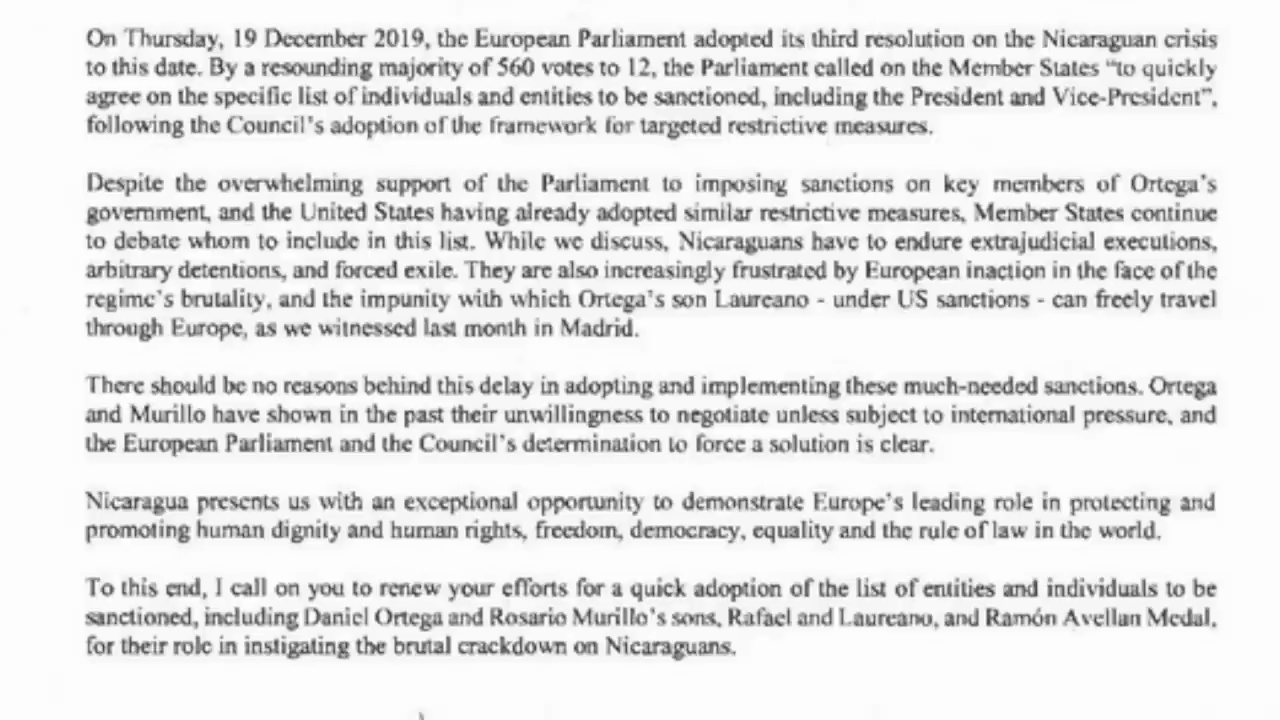 On Thursday, 19 December 2019, the European Parliament adopted its third resolution on the Nicaraguan crisis
to this date. By a resounding majority of 560 votes to 12, the Parliament called on the Member States “to quickly
agree on the specific list of individuals and entities to be sanctioned, including the President and Vice-President”,
following the Council’s adoption of the framework for targeted restrictive measures.
Despite the overwhelming support of the Parliament to imposing sanctions on key members of Ortega’s
government, and the United States having already adopted similar restrictive measures, Member States continue
to debate whom to include in this list. While we discuss, Nicaraguans have to endure extrajudicial executions,
arbitrary detentions, and forced exile. They are also increasingly frustrated by European inaction in the face of the
regime’s brutality, and the impunity with which Ortega’s son Laureano - under US sanctions - can freely travel
through Europe, as we witnessed last month in Madrid.
There should be no reasons behind this delay in adopting and implementing these much-needed sanctions. Ortega
and Murillo have shown in the past their unwillingness to negotiate unless subject to international pressure, and
the European Parliament and the Council’s determination to force a solution is clear.
Nicaragua presents us with an exceptional opportunity to demonstrate Europe’s leading role in protecting and
promoting human dignity and human rights, freedom, democracy, equality and the rule of law in the world.
To this end, I call on you to renew your efforts for a quick adoption of the list of entities and individuals to be
sanctioned, including Daniel Ortega and Rosario Murillo’s sons, Rafael and Laureano, and Ramón Avellan Medal,
for their role in instigating the brutal crackdown on Nicaraguans.